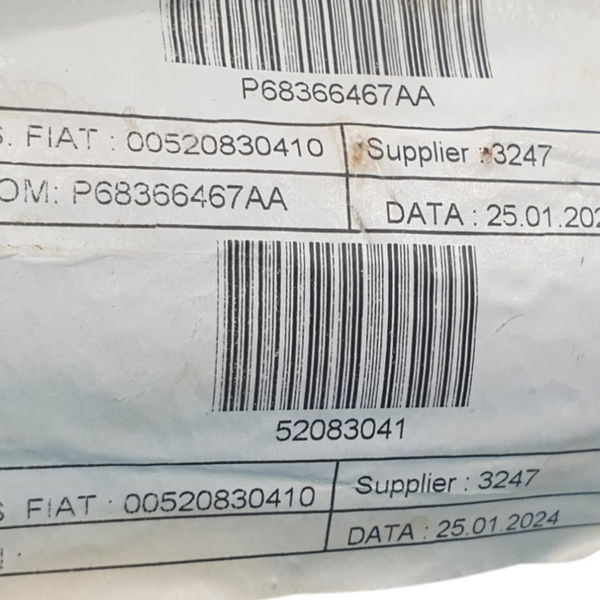 P68366467AA
S. FIAT : 00520830410 Supplier : 3247
OM: P68366467AA DATA : 25.01.202
52083041
S FIAT : 00520830410 Supplier : 3247
DATA : 25.01.2024